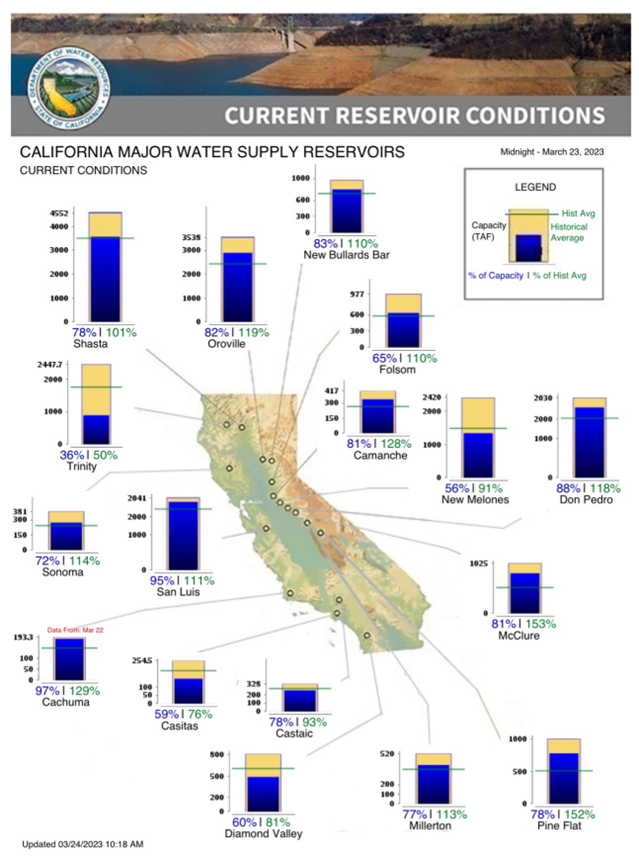 DEPARTMENT OF WATER RESOURCES
STATE OF CALIFORNIA
CURRENT RESERVOIR CONDITIONS
CALIFORNIA MAJOR WATER SUPPLY RESERVOIRS
Midnight - March 23, 2023
CURRENT CONDITIONS
LEGEND
Hist Avg
Capacity
(TAF)
Historical
Average
% of Capacity | % of Hist Avg
1000
600
300
0
83% | 110%
New Bullards Bar
4552
4000
3000
2000
1000
0
78% | 101%
Shasta
3538
3000
2000
1000
0
82% | 119%
Oroville
977
600
300
0
65% | 110%
Folsom
2447.7
2000
1000
0
36% | 50%
Trinity
417
300
150
0
81% | 128%
Camanche
2420
2000
1000
0
56% | 91%
New Melones
2030
2000
1000
0
88% | 118%
Don Pedro
351
300
150
0
72% | 114%
Sonoma
2041
2000
1000
0
95% | 111%
San Luis
1025
0
81% | 153%
McClure
Data From: Mar 22
193.3
100
50
0
97% | 129%
Cachuma
254.5
100
50
0
59% | 76%
Casitas
325
200
100
0
78% | 93%
Castaic
800
500
200
0
60% | 81%
Diamond Valley
520
200
100
0
77% | 113%
Millerton
1000
500
0
78% | 152%
Pine Flat
Updated 03/24/2023 10:18 AM